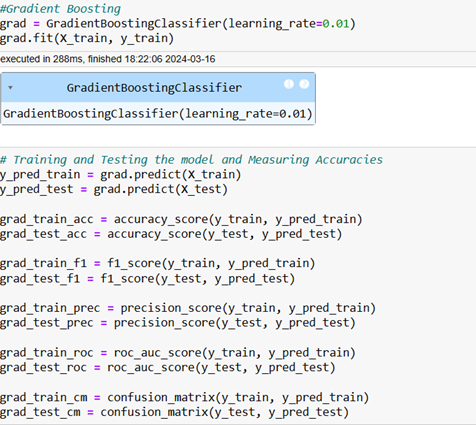 #Gradient Boosting
grad = GradientBoostingClassifier(learning_rate=0.01)
grad.fit(X_train, y_train)
executed in 288ms, finished 18:22:06 2024-03-16
GradientBoostingClassifier
GradientBoostingClassifier(learning_rate=0.01)
# Training and Testing the model and Measuring Accuracies
y_pred_train = grad.predict(X_train)
y_pred_test = grad.predict(X_test)
grad_train_acc = accuracy_score(y_train, y_pred_train)
grad_test_acc = accuracy_score(y_test, y_pred_test)
grad_train_f1 = f1_score(y_train, y_pred_train)
grad_test_f1 = f1_score(y_test, y_pred_test)
grad_train_prec = precision_score(y_train, y_pred_train)
grad_test_prec = precision_score(y_test, y_pred_test)
grad_train_roc = roc_auc_score(y_train, y_pred_train)
grad_test_roc = roc_auc_score(y_test, y_pred_test)
grad_train_cm = confusion_matrix(y_train, y_pred_train)
grad_test_cm = confusion_matrix(y_test, y_pred_test)